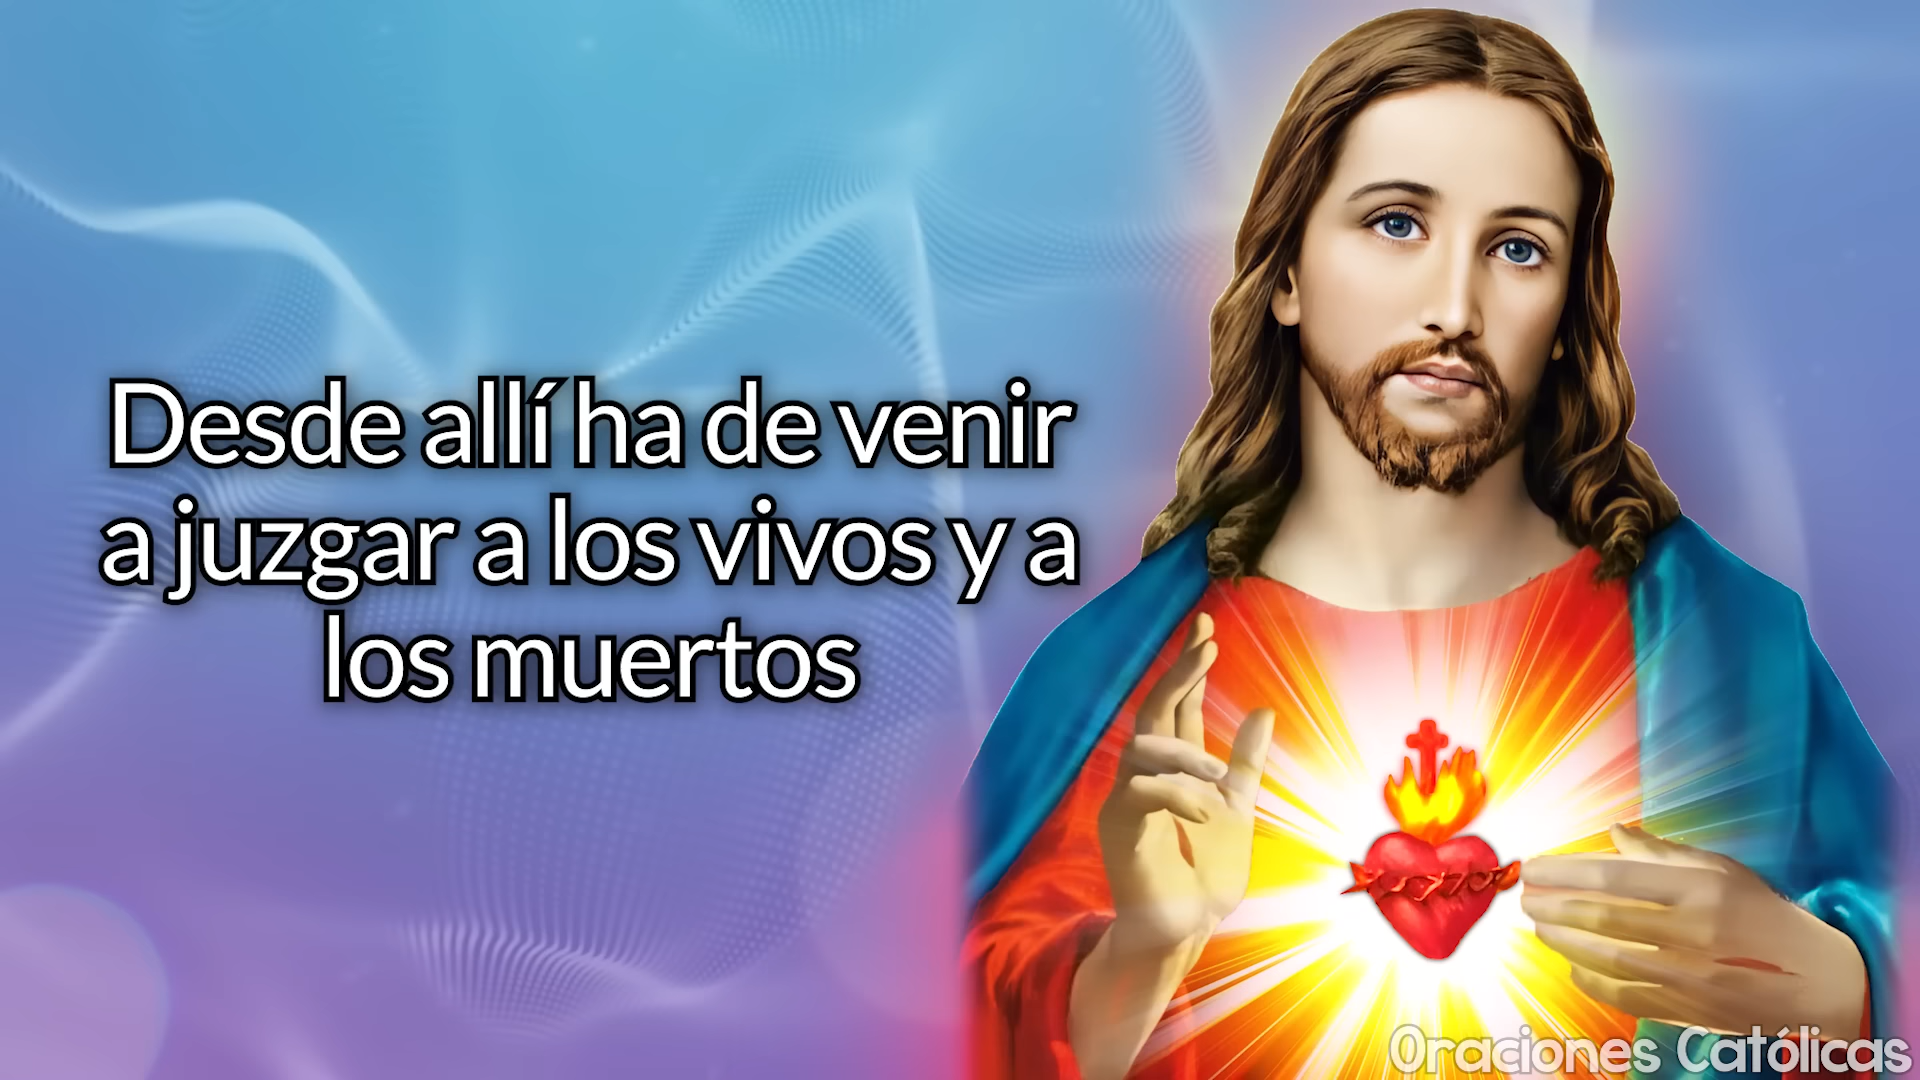 Desde allí ha de venir
a juzgar a los vivos y a
los muertos
Oraciones Católicas